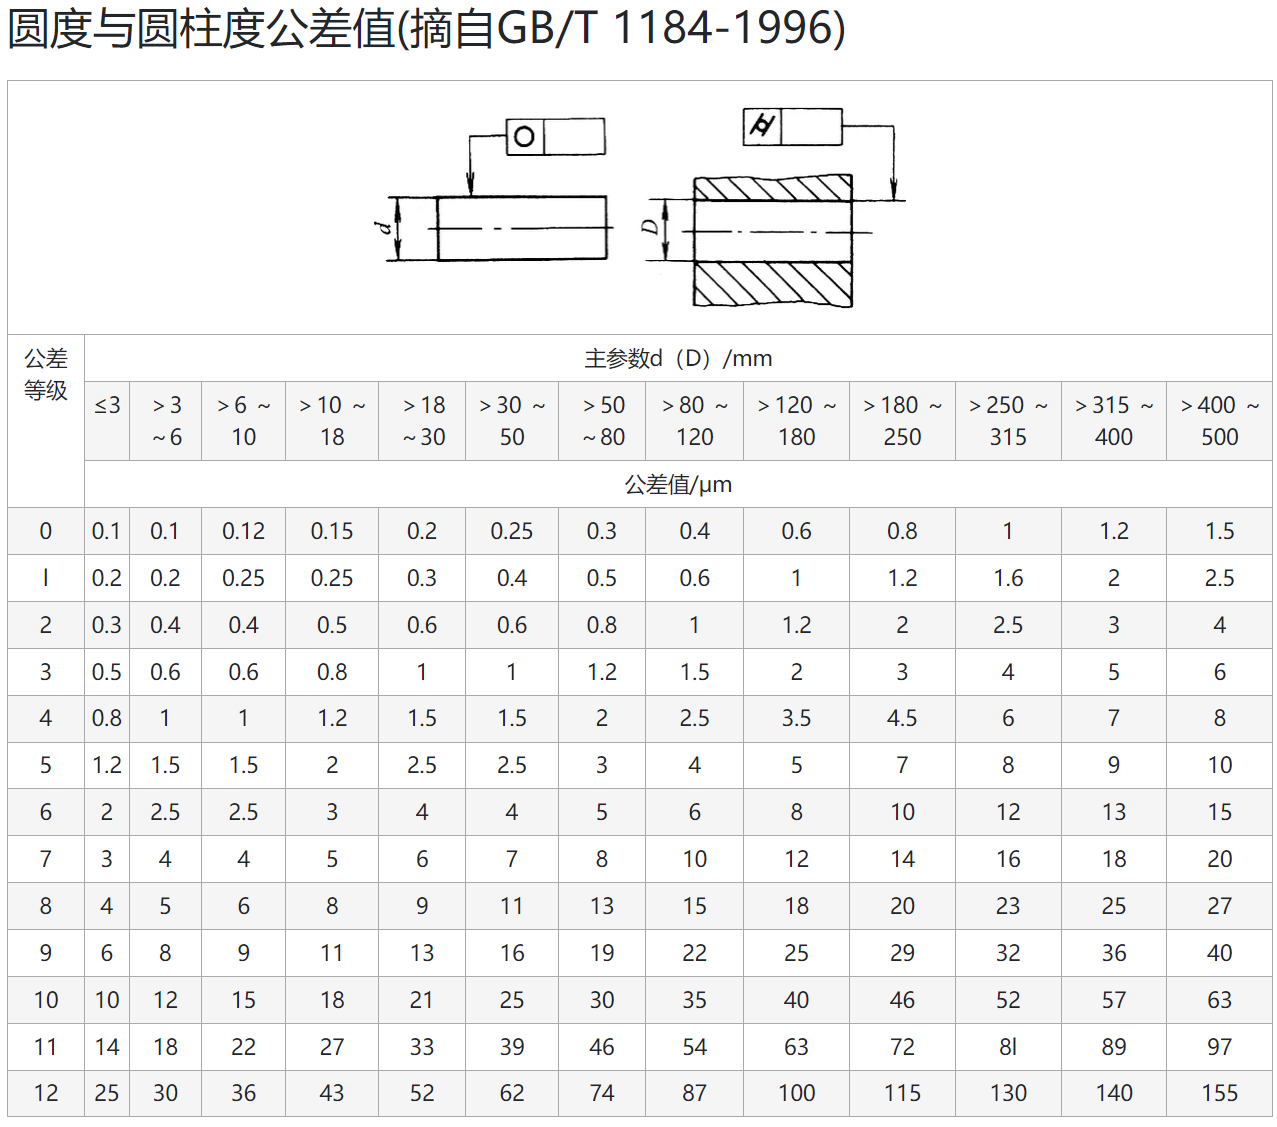 圆度与圆柱度公差值(摘自GB/T 1184-1996)
d
D
公差等级 主参数d（D）/mm
≤3 ＞3～6 ＞6 ～10 ＞10 ～18 ＞18～30 ＞30 ～50 ＞50～80 ＞80 ～120 ＞120 ～180 ＞180 ～250 ＞250 ～315 ＞315 ～400 ＞400 ～500
公差值/μm
0 0.1 0.1 0.12 0.15 0.2 0.25 0.3 0.4 0.6 0.8 1 1.2 1.5
l 0.2 0.2 0.25 0.25 0.3 0.4 0.5 0.6 1 1.2 1.6 2 2.5
2 0.3 0.4 0.4 0.5 0.6 0.6 0.8 1 1.2 2 2.5 3 4
3 0.5 0.6 0.6 0.8 1 1 1.2 1.5 2 3 4 5 6
4 0.8 1 1 1.2 1.5 1.5 2 2.5 3.5 4.5 6 7 8
5 1.2 1.5 1.5 2 2.5 2.5 3 4 5 7 8 9 10
6 2 2.5 2.5 3 4 4 5 6 8 10 12 13 15
7 3 4 4 5 6 7 8 10 12 14 16 18 20
8 4 5 6 8 9 11 13 15 18 20 23 25 27
9 6 8 9 11 13 16 19 22 25 29 32 36 40
10 10 12 15 18 21 25 30 35 40 46 52 57 63
11 14 18 22 27 33 39 46 54 63 72 8l 89 97
12 25 30 36 43 52 62 74 87 100 115 130 140 155